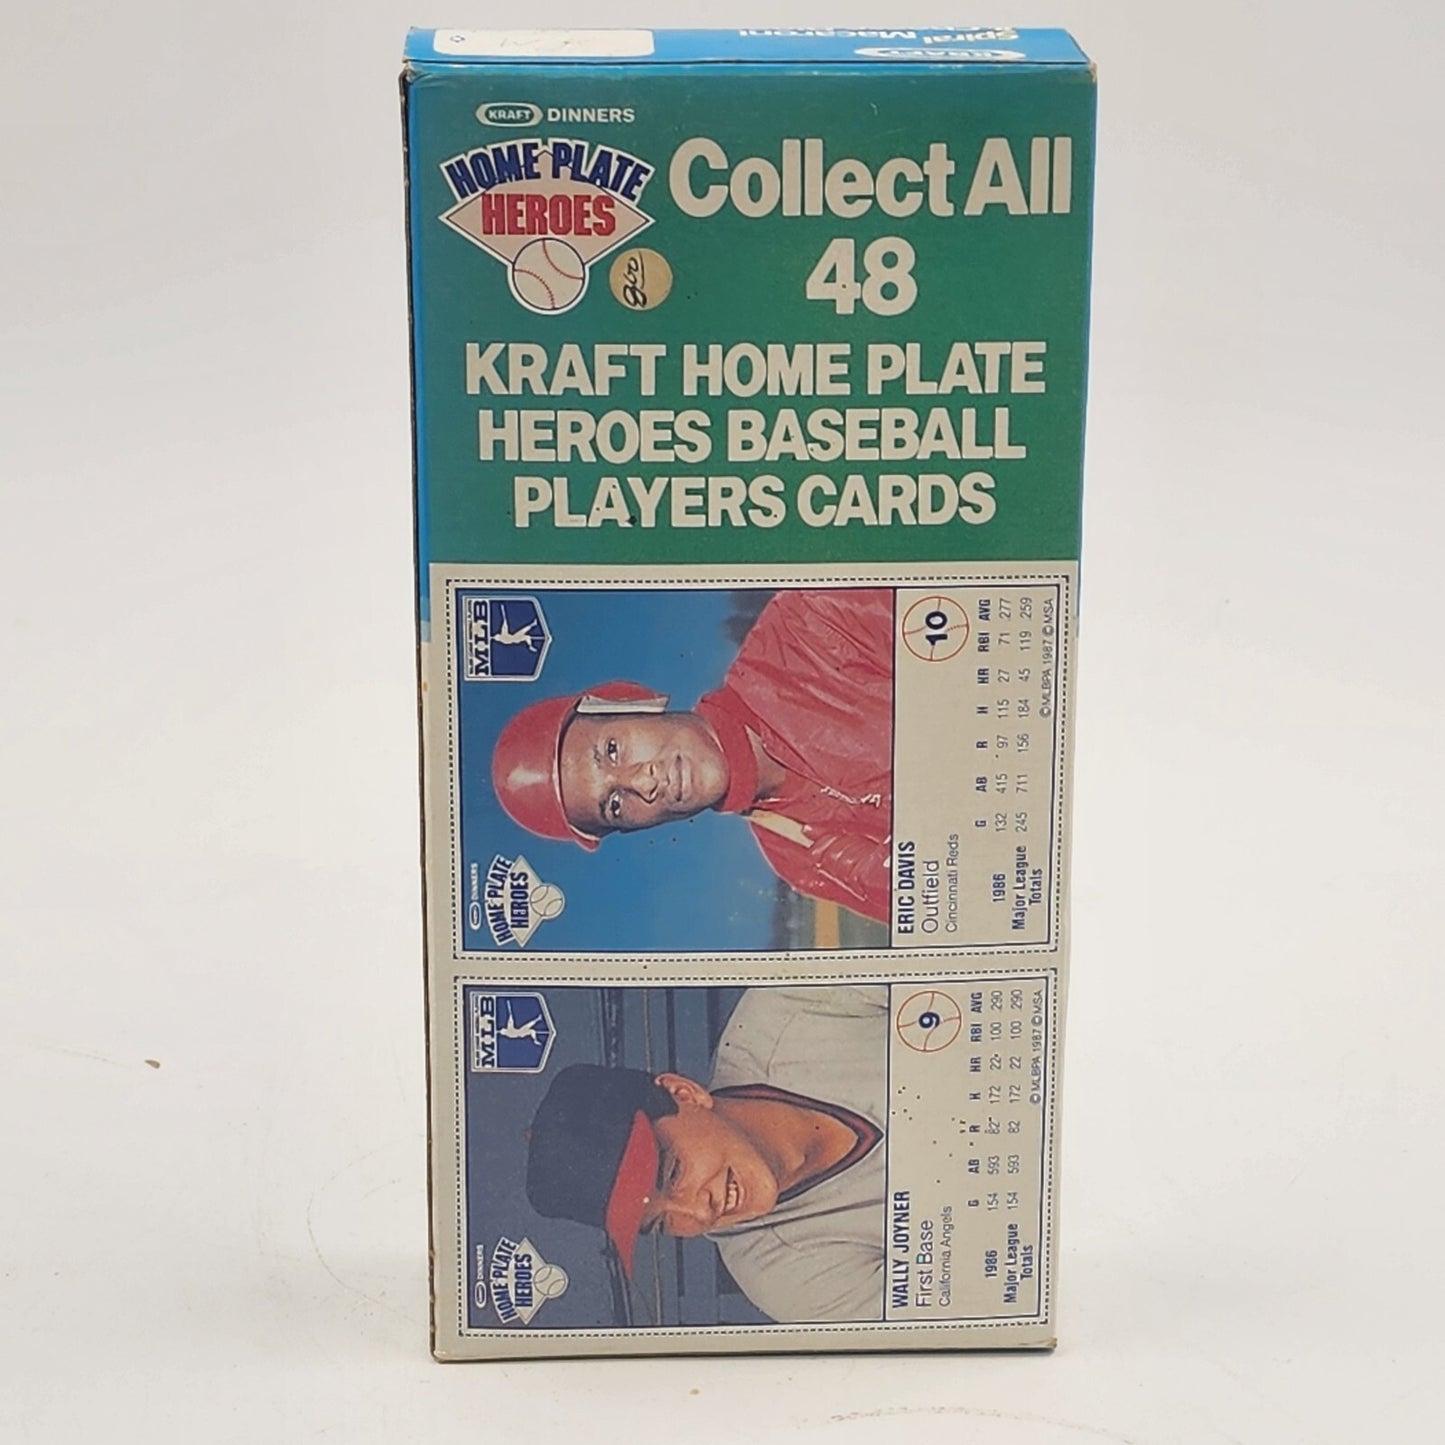 Spiral Macaroni
KRAFT
KRAFT DINNERS
HOME PLATE
HEROES
Collect All
48
KRAFT HOME PLATE
HEROES BASEBALL
PLAYERS CARDS
MLB
DINNERS
HOME PLATE
HEROES
10
ERIC DAVIS
Outfield
Cincinnati Reds
G AB R H HR RBI AVG
1986 132 415 97 115 27 71 .277
Major League 245 711 156 184 45 119 .259
Totals
©MLBPA 1987 ©MSA
MLB
DINNERS
HOME PLATE
HEROES
9
WALLY JOYNER
First Base
California Angels
G AB R H HR RBI AVG
1986 154 593 82 172 22 100 .290
Major League 154 593 82 172 22 100 .290
Totals
©MLBPA 1987 ©MSA